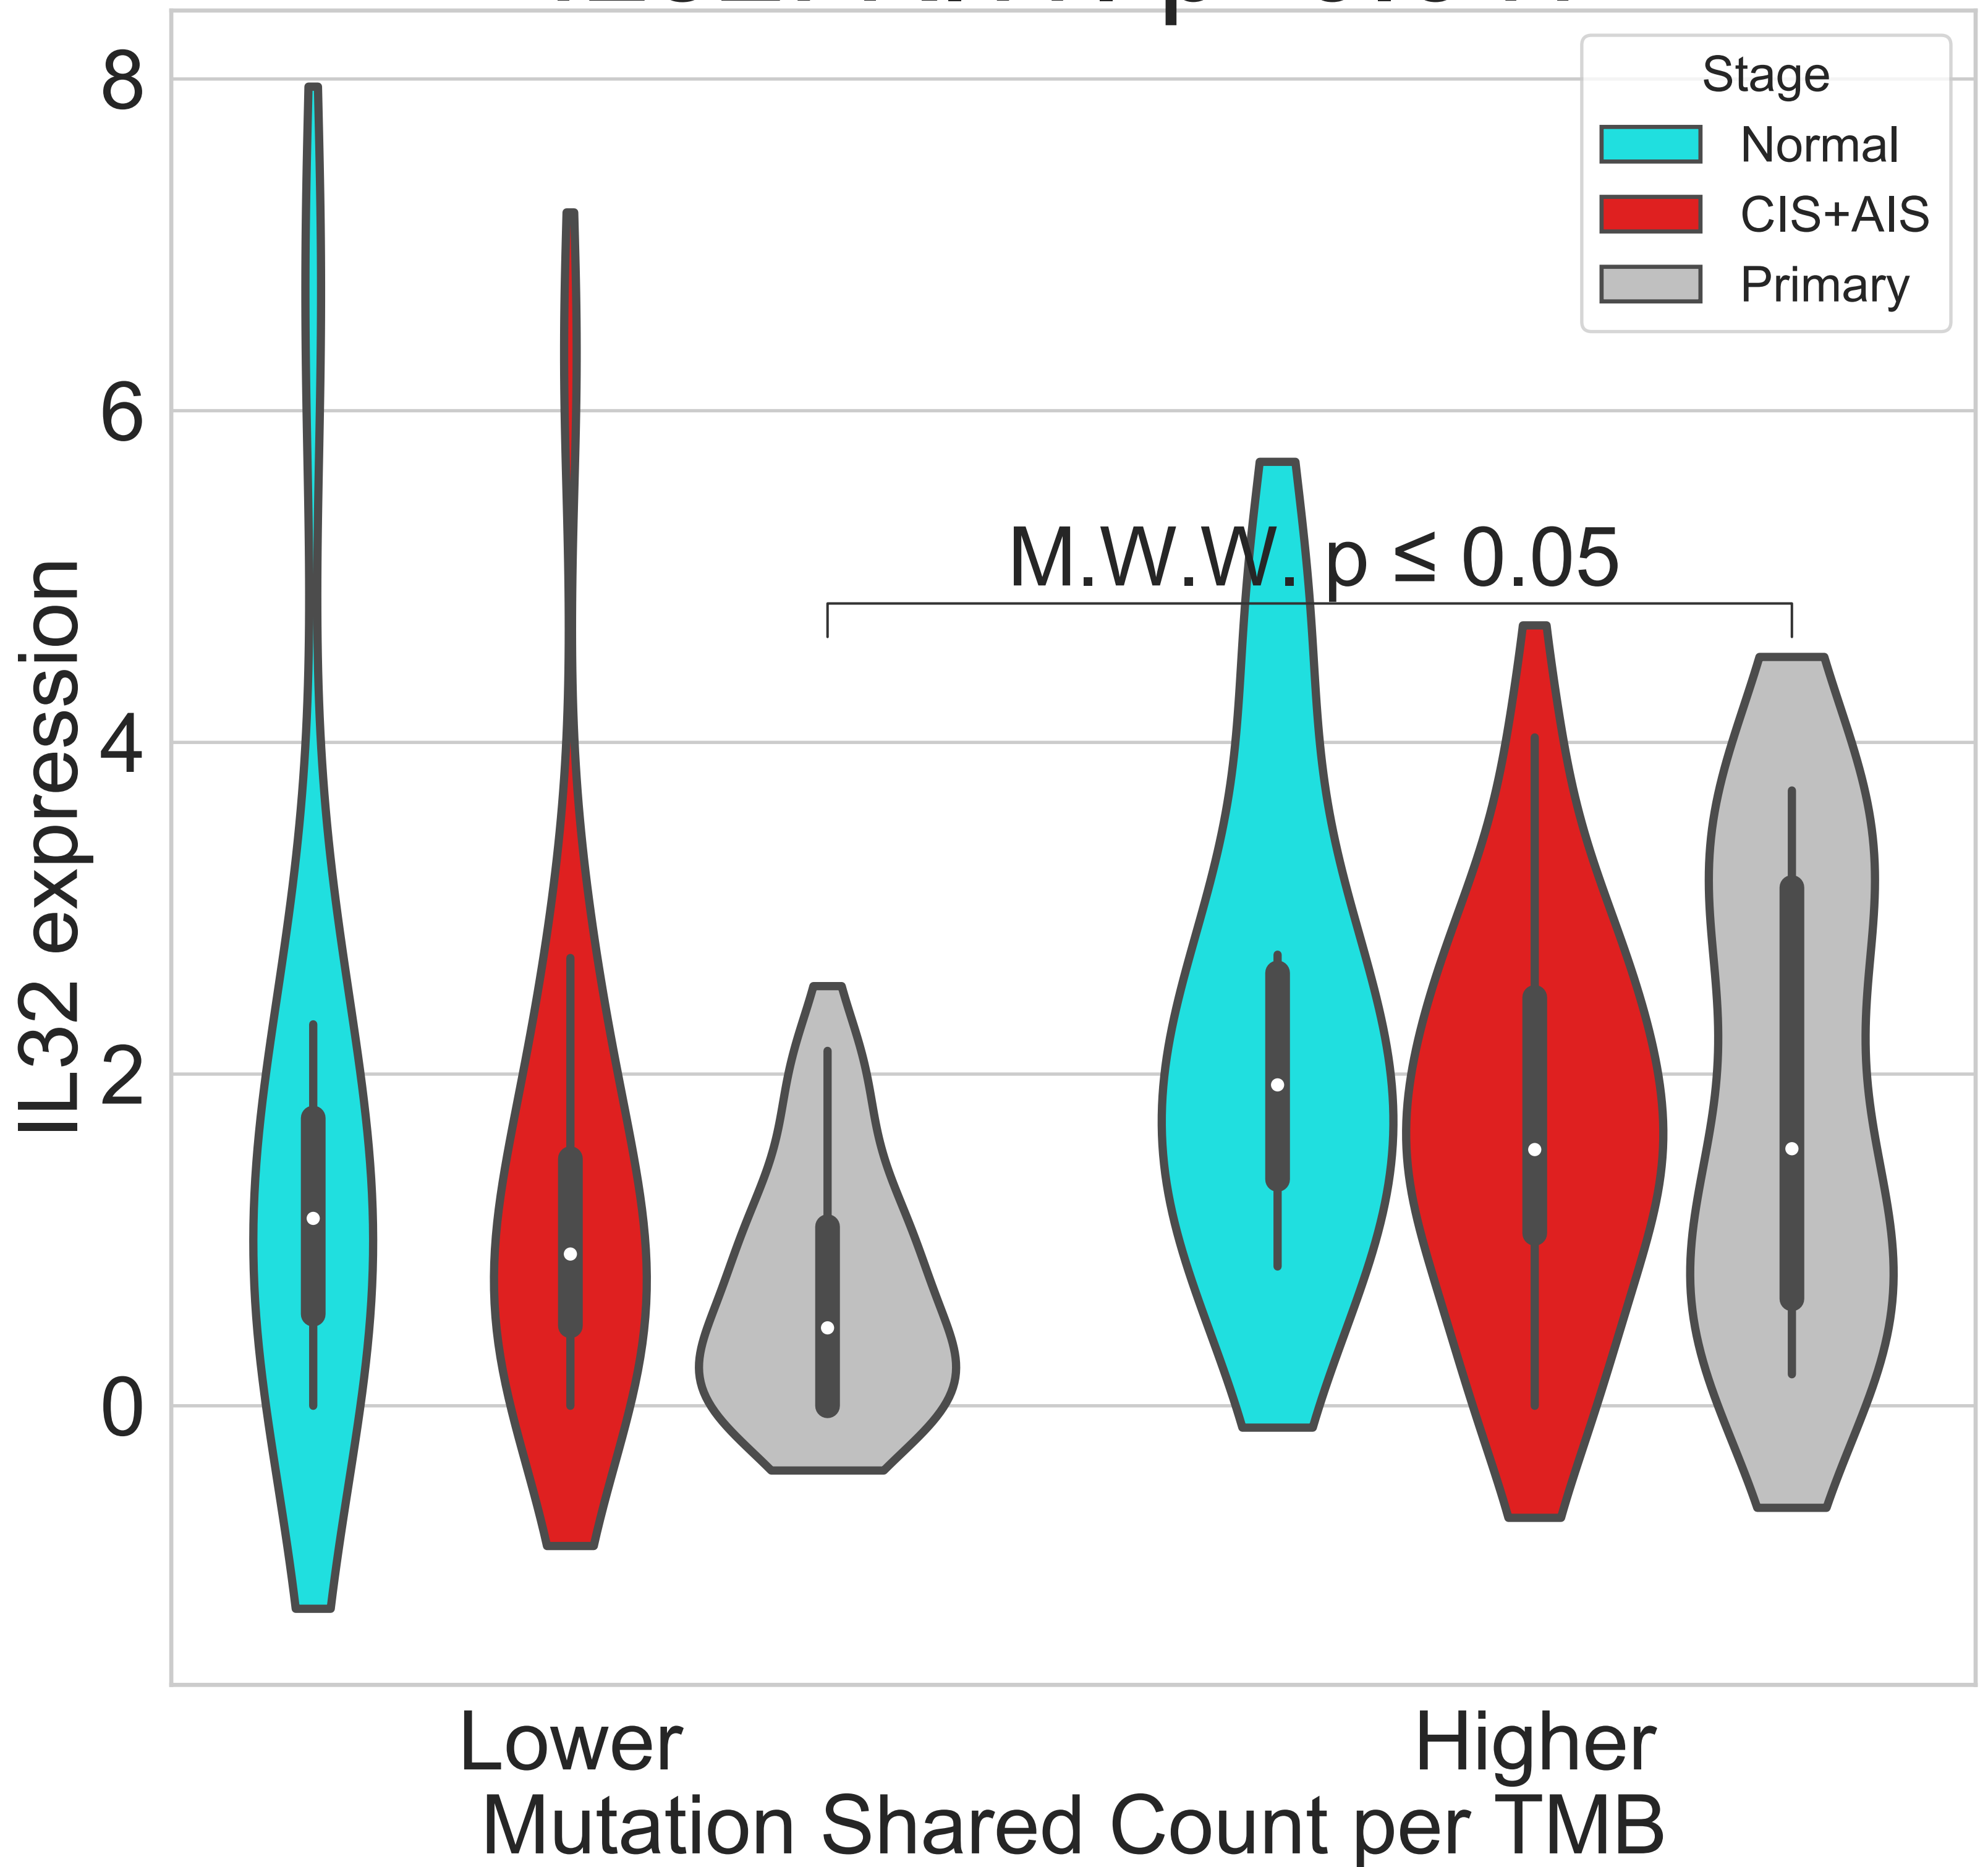 8
6
4
2
0
IL32 expression
Stage
Normal
CIS+AIS
Primary
M.W.W. p ≤ 0.05
Lower
Higher
Mutation Shared Count per TMB